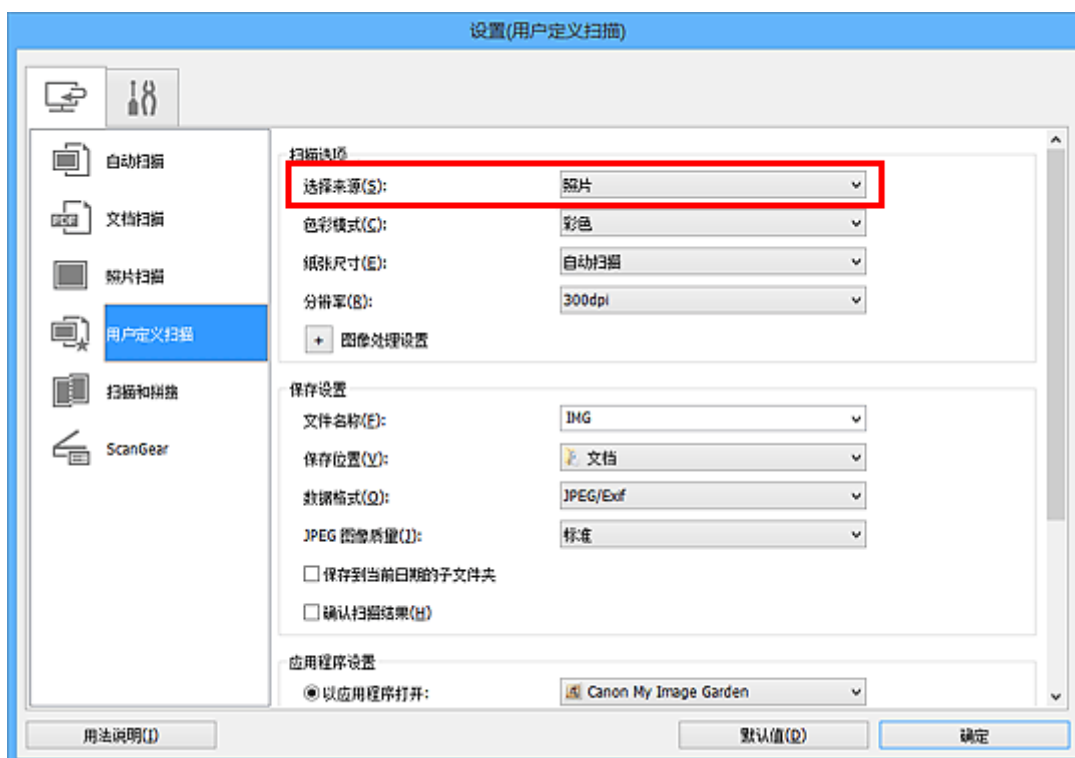 设置(用户定义扫描)
自动扫描
文档扫描
照片扫描
用户定义扫描
扫描和拼接
ScanGear
扫描选项
选择来源(S): 照片
色彩模式(C): 彩色
纸张尺寸(E): 自动扫描
分辨率(R): 300dpi
+ 图像处理设置
保存设置
文件名称(F): IMG
保存位置(V): 文档
数据格式(O): JPEG/Exif
JPEG 图像质量(J): 标准
保存到当前日期的子文件夹
确认扫描结果(H)
应用程序设置
以应用程序打开: Canon My Image Garden
用法说明(I) 默认值(D) 确定